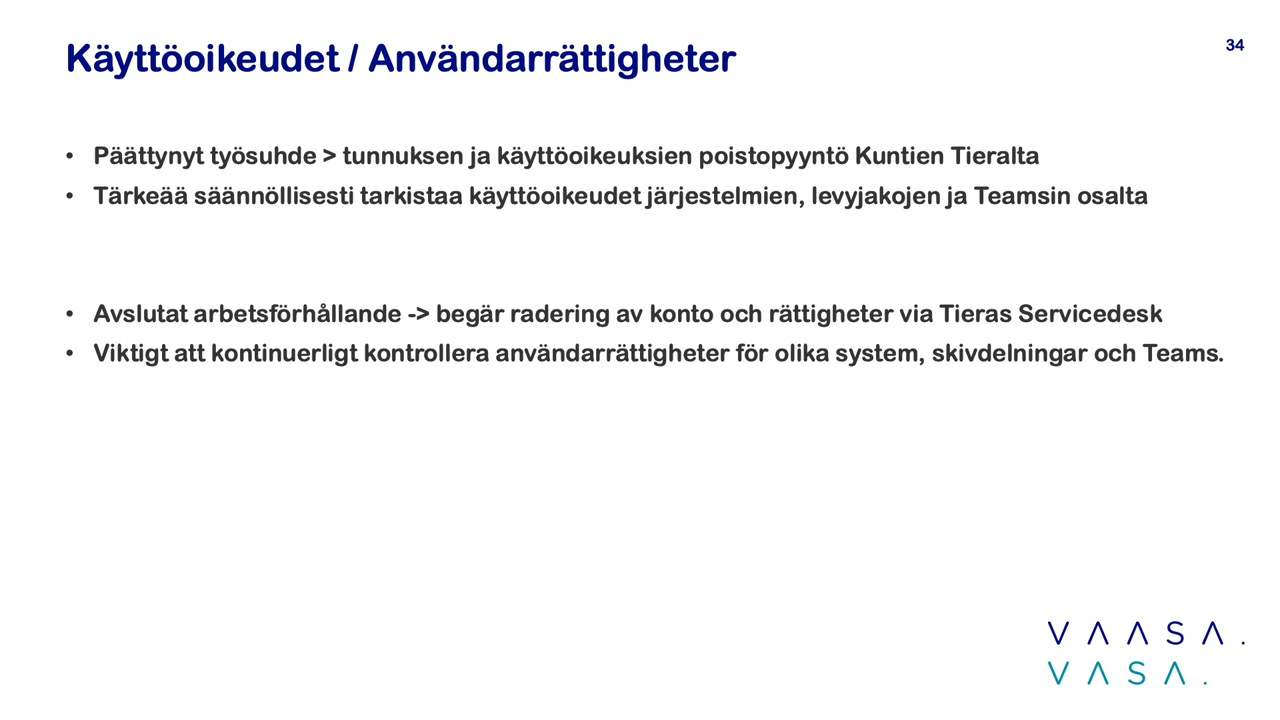 Käyttöoikeudet / Användarrättigheter
34
• Päättynyt työsuhde > tunnuksen ja käyttöoikeuksien poistopyyntö Kuntien Tieralta
• Tärkeää säännöllisesti tarkistaa käyttöoikeudet järjestelmien, levyjakojen ja Teamsin osalta
• Avslutat arbetsförhållande -> begär radering av konto och rättigheter via Tieras Servicedesk
• Viktigt att kontinuerligt kontrollera användarrättigheter för olika system, skivdelningar och Teams.
VAASA.
VASA.